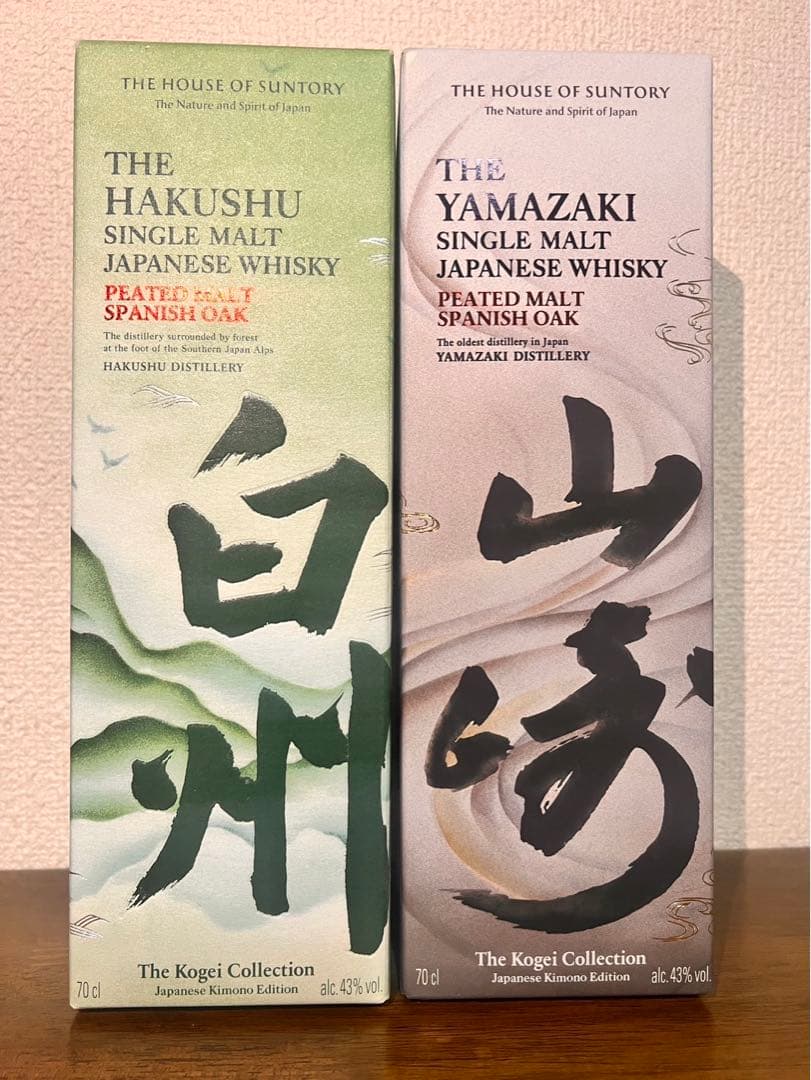 THE HOUSE OF SUNTORY
The Nature and Spirit of Japan
THE
HAKUSHU
SINGLE MALT
JAPANESE WHISKY
PEATED MALT
SPANISH OAK
The distillery surrounded by forest
at the foot of the Southern Japan Alps
HAKUSHU DISTILLERY
白
州
The Kogei Collection
Japanese Kimono Edition
70 cl
alc. 43% vol.
THE HOUSE OF SUNTORY
The Nature and Spirit of Japan
THE
YAMAZAKI
SINGLE MALT
JAPANESE WHISKY
PEATED MALT
SPANISH OAK
The oldest distillery in Japan
YAMAZAKI DISTILLERY
山
崎
The Kogei Collection
Japanese Kimono Edition
70 cl
alc. 43% vol.